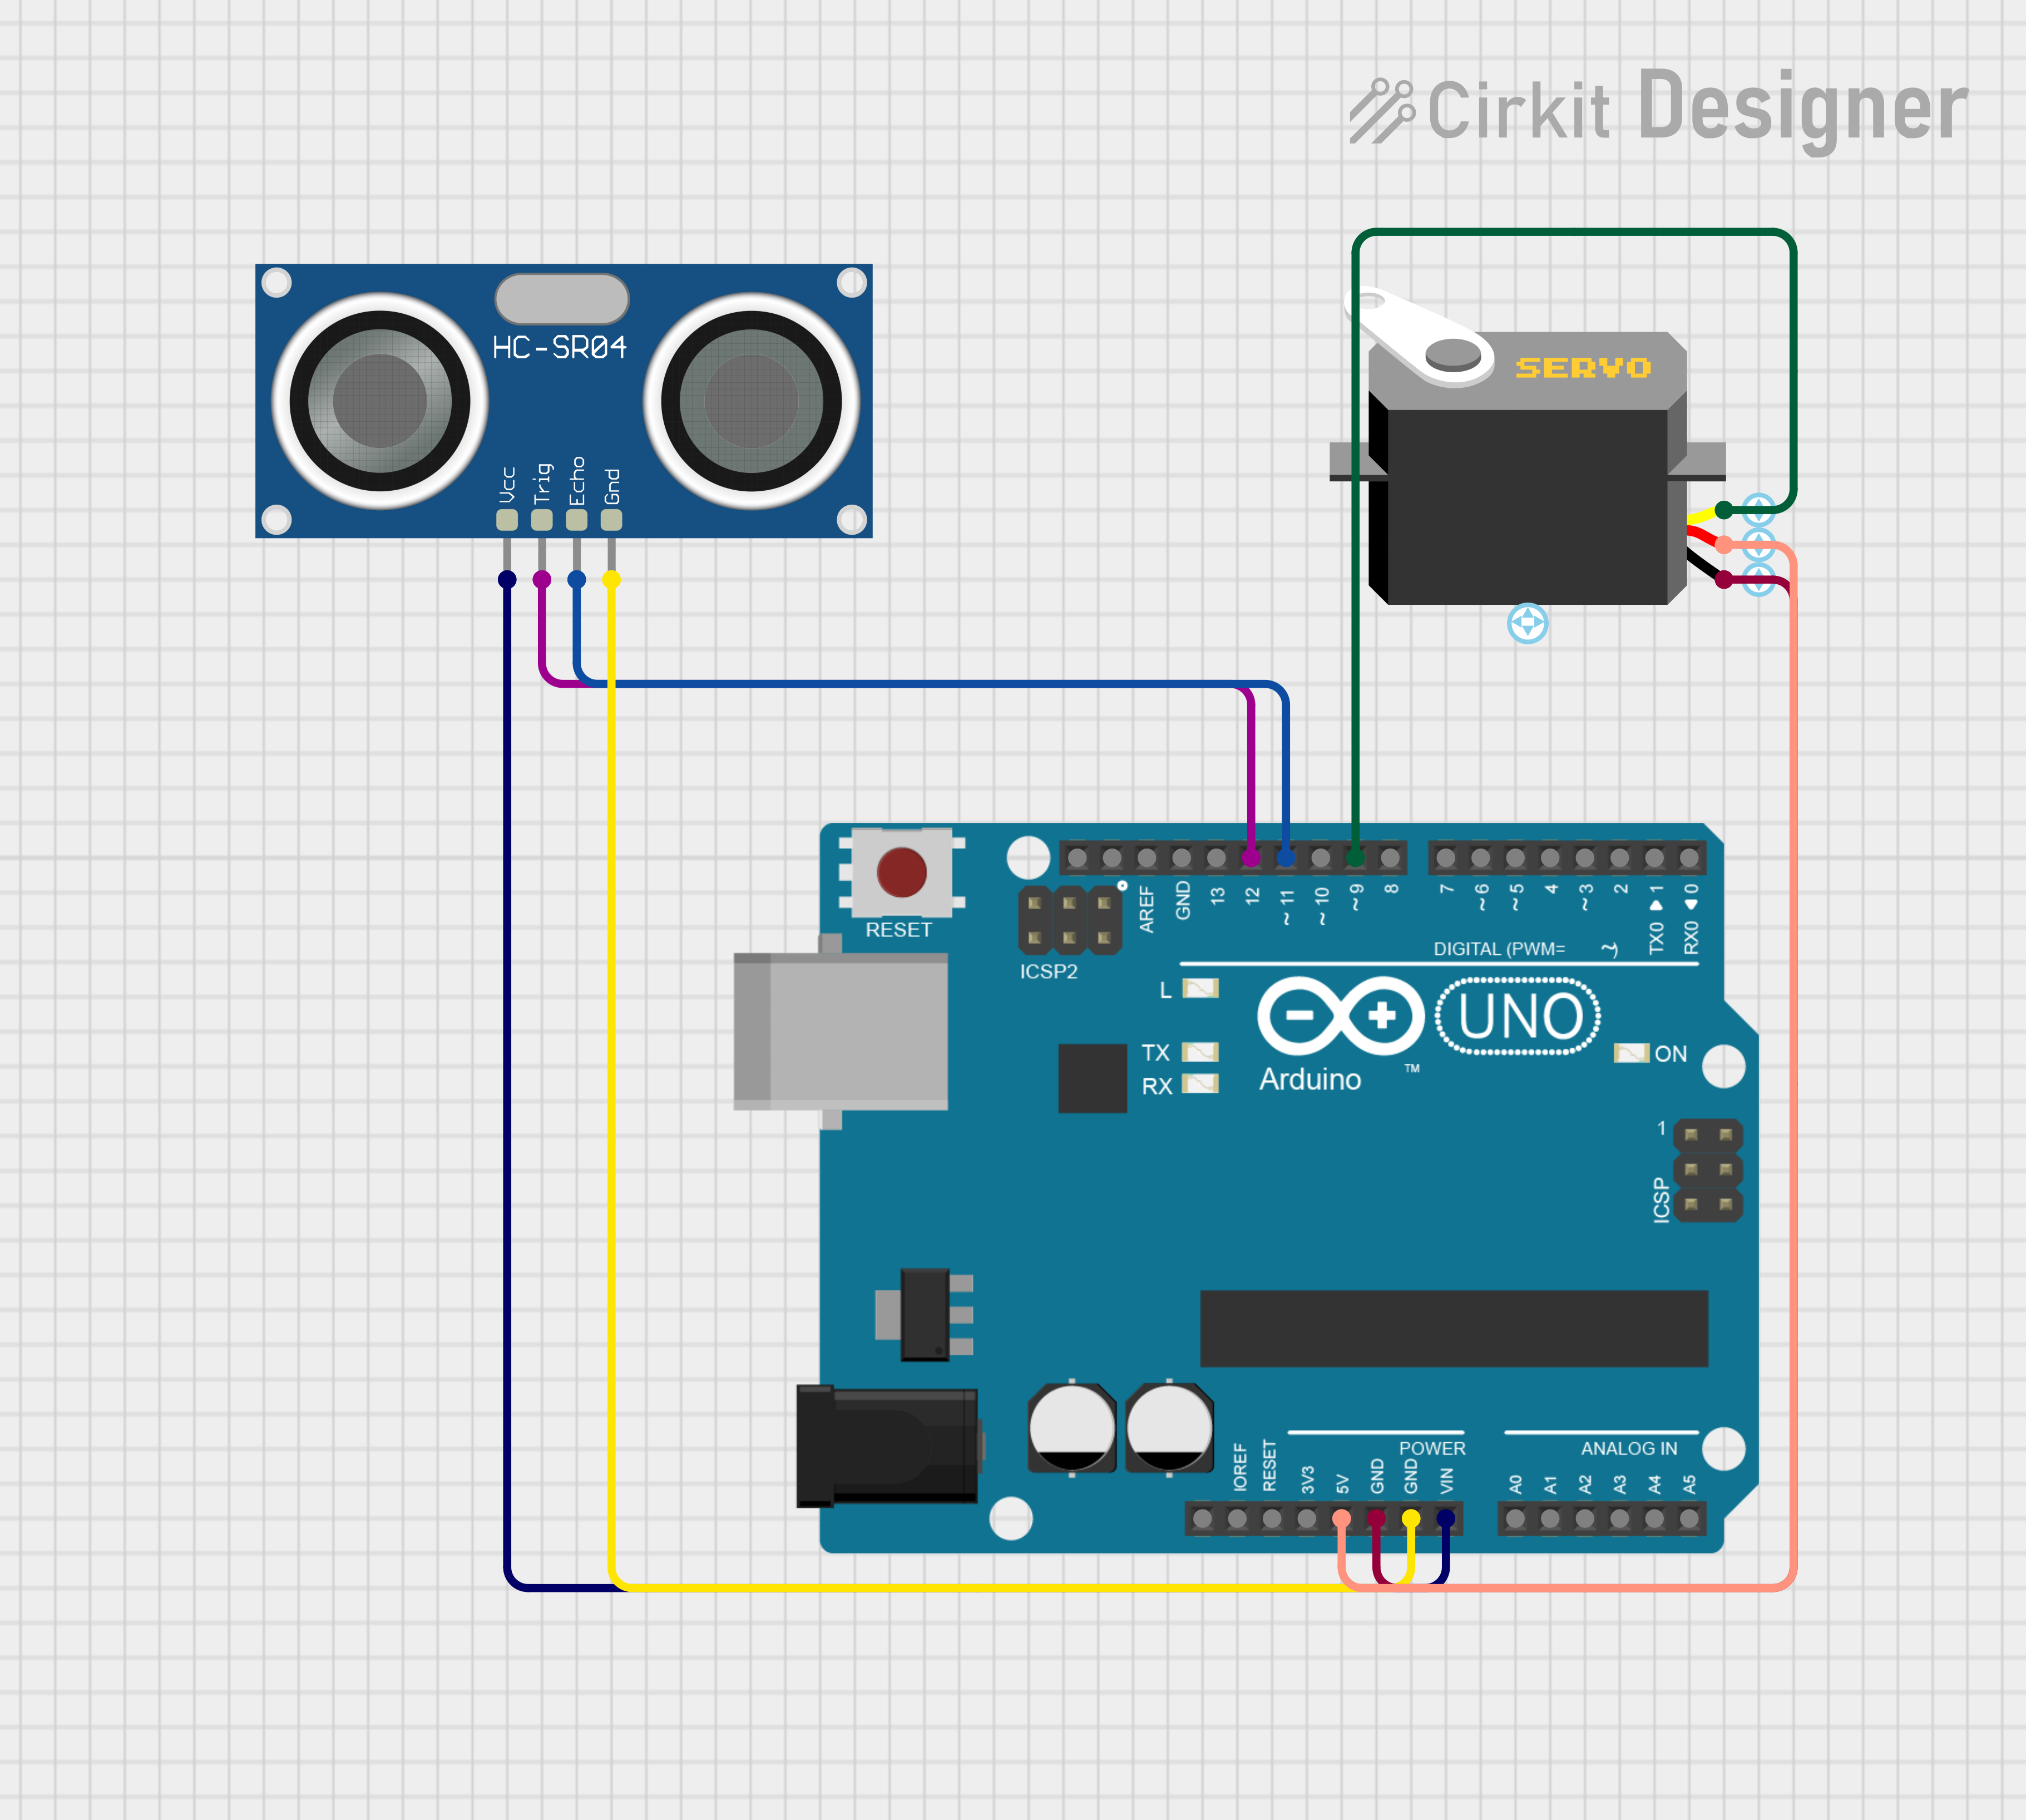 Cirkit Designer
HC-SR04
Vcc
Trig
Echo
Gnd
SERVO
RESET
ICSP2
AREF
GND
13
12
~ 11
~ 10
~ 9
8
7
~ 6
~ 5
4
~ 3
2
TX0 ▶ 1
RX0 ◀ 0
DIGITAL (PWM= ~)
L
TX
RX
Arduino
TM
UNO
ON
1
ICSP
POWER
ANALOG IN
IOREF
RESET
3V3
5V
GND
GND
VIN
A0
A1
A2
A3
A4
A5